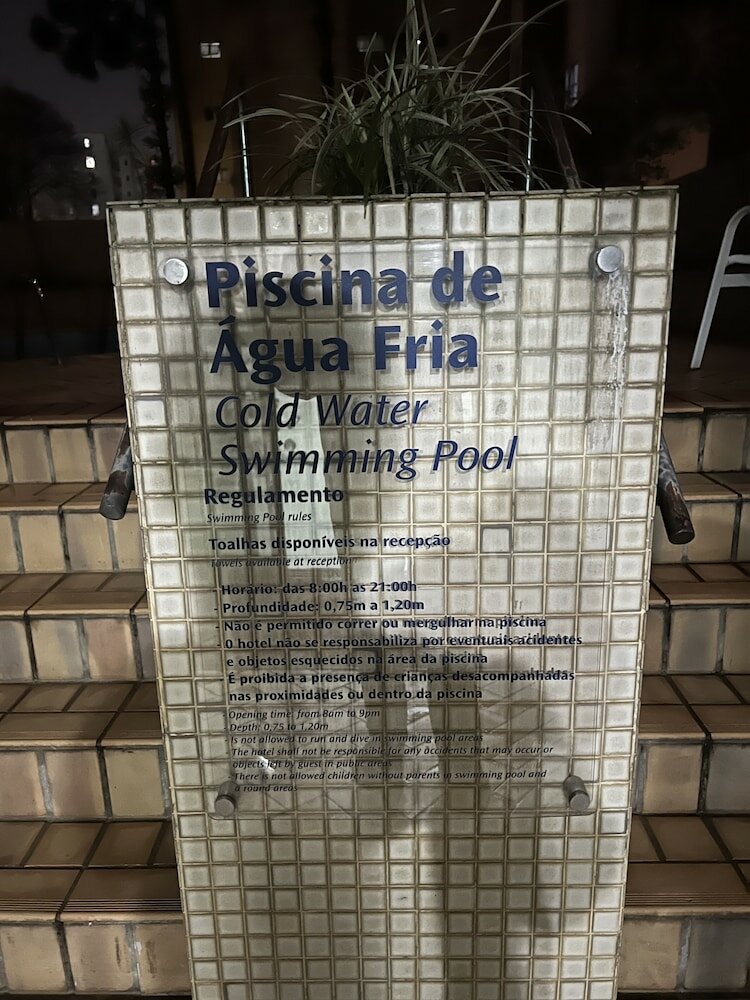 Piscina de
Água Fria
Cold Water
Swimming Pool
Regulamento
Swimming Pool rules
Toalhas disponíveis na recepção
Towels available at reception
- Horário: das 8:00h as 21:00h
- Profundidade: 0,75m a 1,20m
- Não é permitido correr ou mergulhar na piscina
- O hotel não se responsabiliza por eventuais acidentes
e objetos esquecidos na área da piscina
- É proibida a presença de crianças desacompanhadas
nas proximidades ou dentro da piscina
- Opening time: from 8am to 9pm
- Depth: 0,75 to 1,20m
- Is not allowed to run and dive in swimming pool areas
- The hotel shall not be responsible for any accidents that may occur or
objects left by guest in public areas
- There is not allowed children without parents in swimming pool and
a round areas